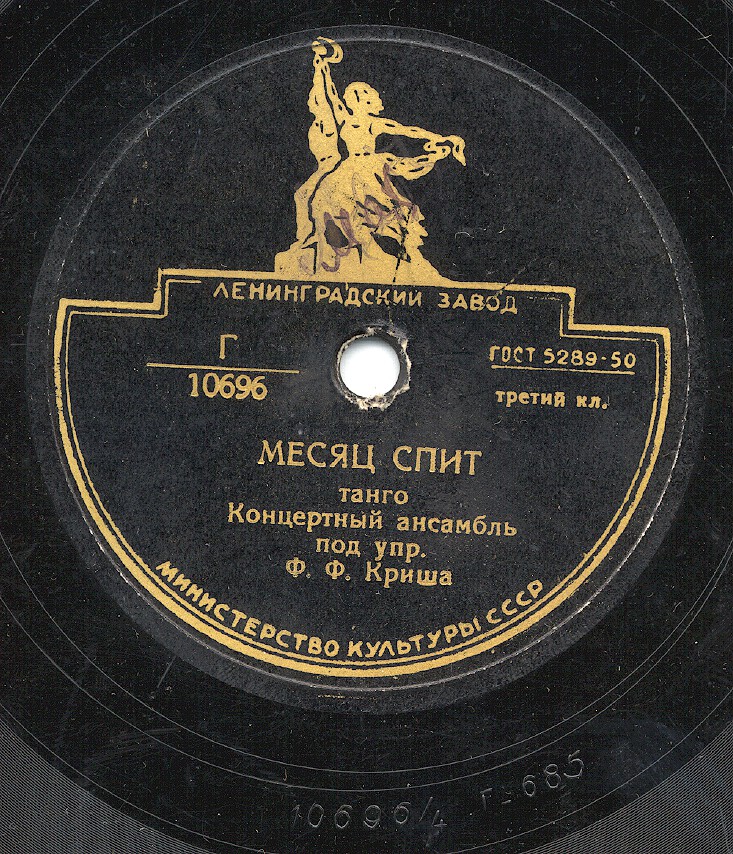 ЛЕНИНГРАДСКИЙ ЗАВОД
Г
10696
ГОСТ 5289-50
третий кл.
МЕСЯЦ СПИТ
танго
Концертный ансамбль
под упр.
Ф. Ф. Криша
МИНИСТЕРСТВО КУЛЬТУРЫ СССР
10696/4 Г-685